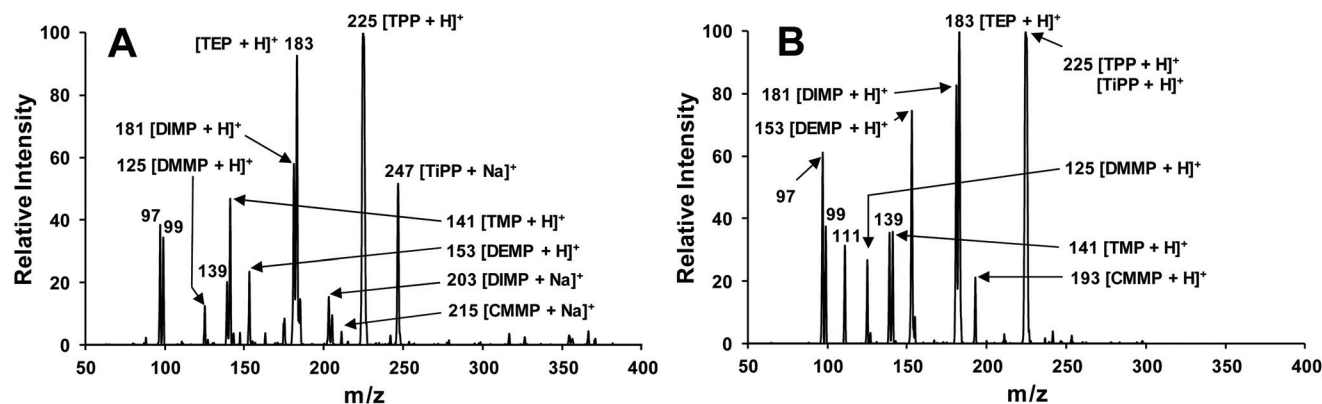 A
225 [TPP + H]⁺
[TEP + H]⁺ 183
181 [DIMP + H]⁺
125 [DMMP + H]⁺
247 [TiPP + Na]⁺
97
99
139
141 [TMP + H]⁺
153 [DEMP + H]⁺
203 [DIMP + Na]⁺
215 [CMMP + Na]⁺
Relative Intensity
100
80
60
40
20
0
50 100 150 200 250 300 350 400
m/z
B
183 [TEP + H]⁺
225 [TPP + H]⁺
[TiPP + H]⁺
181 [DIMP + H]⁺
153 [DEMP + H]⁺
125 [DMMP + H]⁺
97
99
111
139
141 [TMP + H]⁺
193 [CMMP + H]⁺
Relative Intensity
100
80
60
40
20
0
50 100 150 200 250 300 350 400
m/z